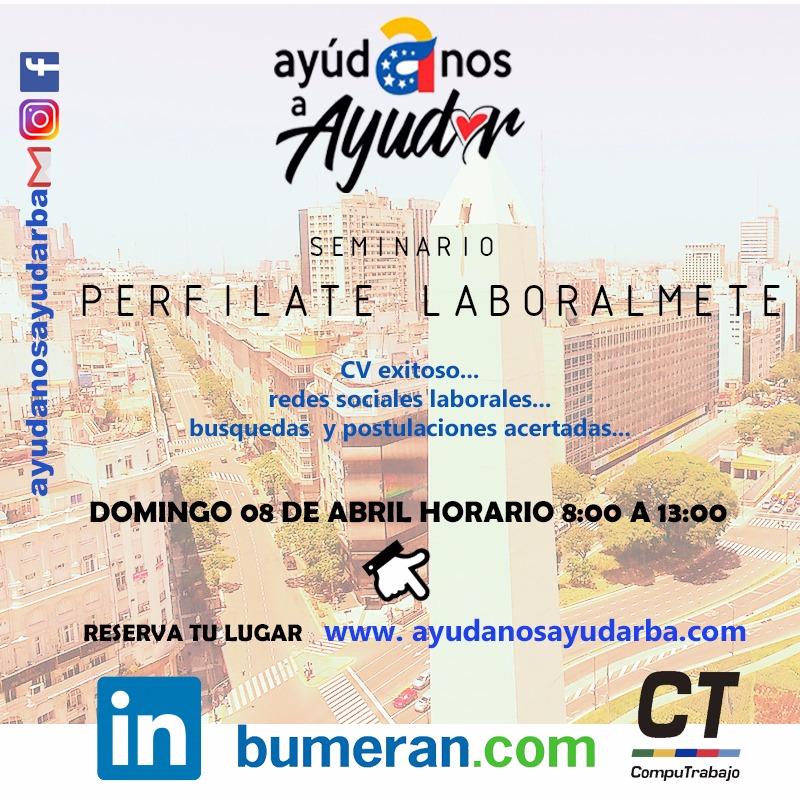 ayúdanos
a
Ayudar
ayudanosayudarba
SEMINARIO
PERFILATE LABORALMETE
CV exitoso...
redes sociales laborales...
busquedas y postulaciones acertadas...
DOMINGO 08 DE ABRIL HORARIO 8:00 A 13:00
RESERVA TU LUGAR www. ayudanosayudarba.com
in
bumeran.com
CT
CompuTrabajo